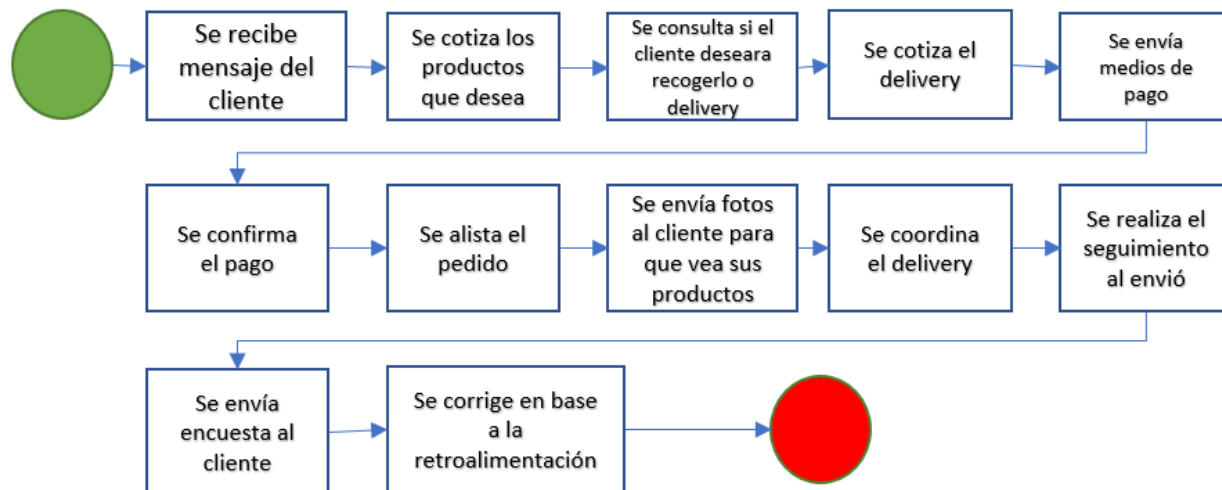 Se recibe
mensaje del
cliente
Se cotiza los
productos
que desea
Se consulta si el
cliente deseara
recogerlo o
delivery
Se cotiza el
delivery
Se envía
medios de
pago
Se confirma
el pago
Se alista el
pedido
Se envía fotos
al cliente para
que vea sus
productos
Se coordina
el delivery
Se realiza el
seguimiento
al envió
Se envía
encuesta al
cliente
Se corrige en base
a la
retroalimentación